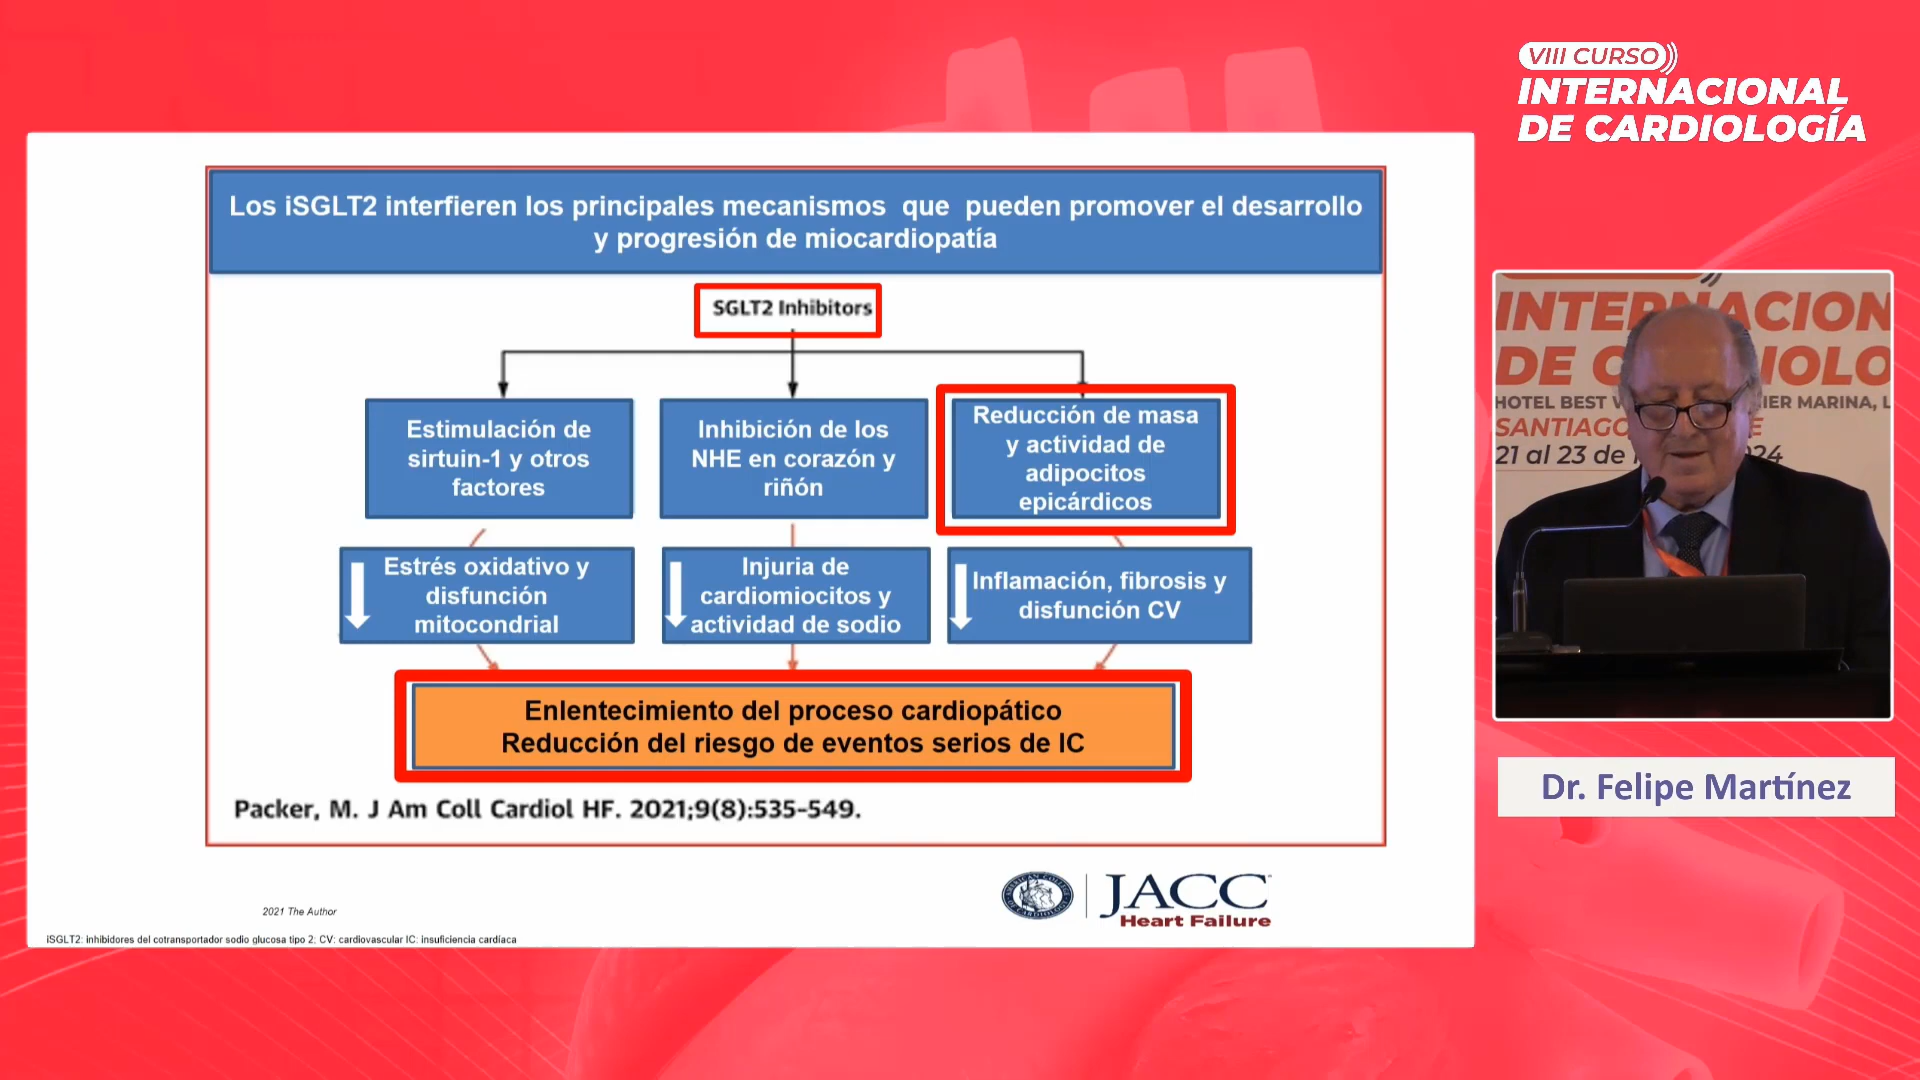 VIII CURSO
INTERNACIONAL
DE CARDIOLOGÍA
Los iSGLT2 interfieren los principales mecanismos que pueden promover el desarrollo
y progresión de miocardiopatía
SGLT2 Inhibitors
Estimulación de
sirtuin-1 y otros
factores
Inhibición de los
NHE en corazón y
riñón
Reducción de masa
y actividad de
adipocitos
epicárdicos
Estrés oxidativo y
disfunción
mitocondrial
Injuria de
cardiomiocitos y
actividad de sodio
Inflamación, fibrosis y
disfunción CV
Enlentecimiento del proceso cardiopático
Reducción del riesgo de eventos serios de IC
Packer, M. J Am Coll Cardiol HF. 2021;9(8):535-549.
JACC
Heart Failure
2021 The Author
iSGLT2: inhibidores del cotransportador sodio glucosa tipo 2: CV: cardiovascular IC: insuficiencia cardíaca
HOTEL BEST
IER MARINA, L
SANTIAGO
21 al 23 de
24
Dr. Felipe Martínez